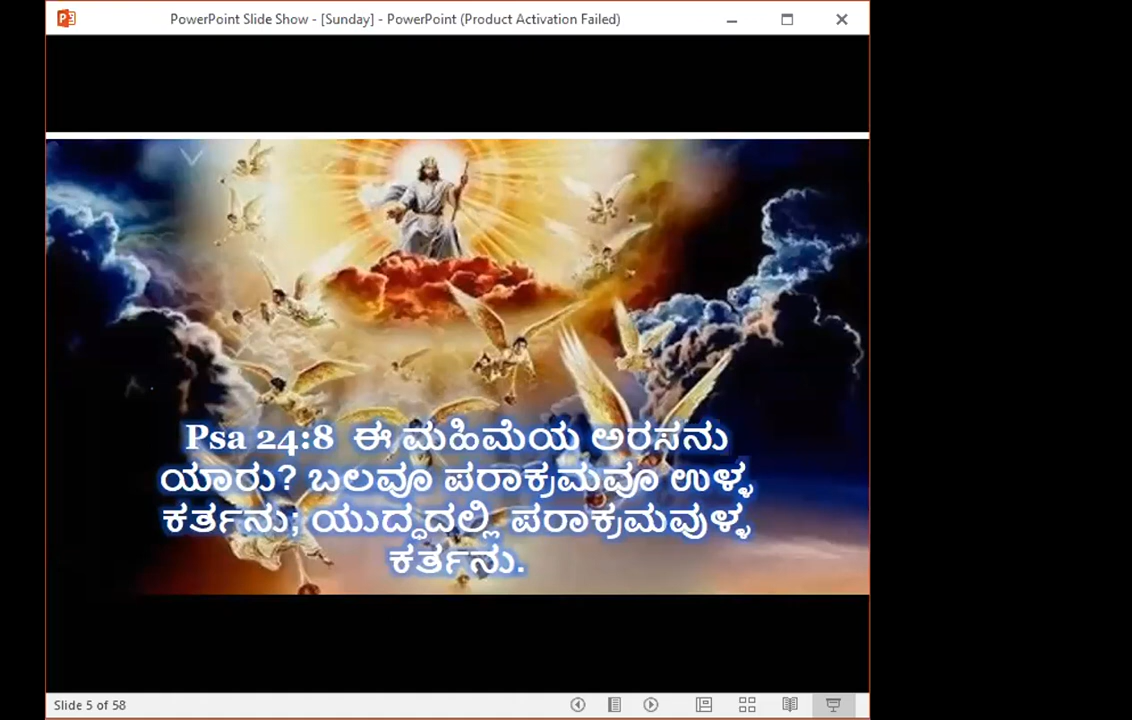 PowerPoint Slide Show - [Sunday] - PowerPoint (Product Activation Failed)
Psa 24:8 ಈ ಮಹಿಮೆಯ ಅರಸನು
ಯಾರು? ಬಲವೂ ಪರಾಕ್ರಮವೂ ಉಳ್ಳ
ಕರ್ತನು; ಯುದ್ಧದಲ್ಲಿ ಪರಾಕ್ರಮವುಳ್ಳ
ಕರ್ತನು.
Slide 5 of 58